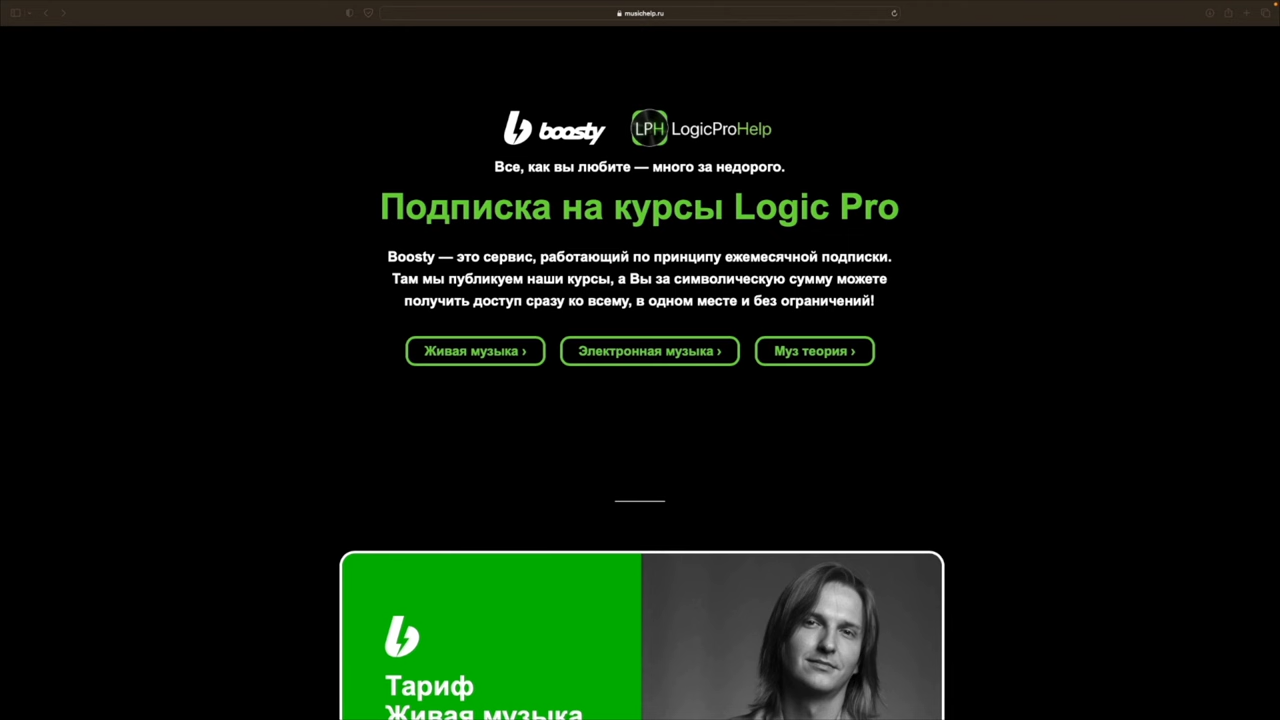 musichelp.ru
boosty
LPH LogicProHelp
Все, как вы любите — много за недорого.
Подписка на курсы Logic Pro
Boosty — это сервис, работающий по принципу ежемесячной подписки.
Там мы публикуем наши курсы, а Вы за символическую сумму можете
получить доступ сразу ко всему, в одном месте и без ограничений!
Живая музыка ›
Электронная музыка ›
Муз теория ›
Тариф
Живая музыка